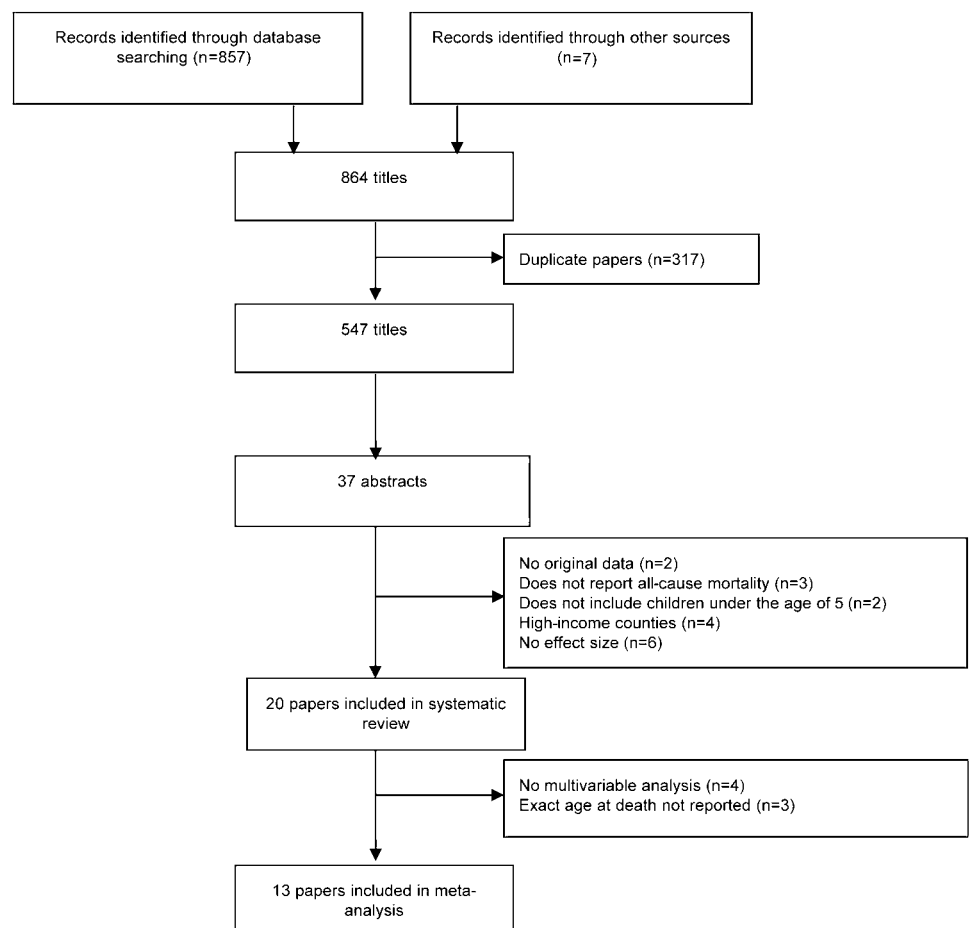 Records identified through database
searching (n=857)
Records identified through other sources
(n=7)
864 titles
Duplicate papers (n=317)
547 titles
37 abstracts
No original data (n=2)
Does not report all-cause mortality (n=3)
Does not include children under the age of 5 (n=2)
High-income counties (n=4)
No effect size (n=6)
20 papers included in systematic
review
No multivariable analysis (n=4)
Exact age at death not reported (n=3)
13 papers included in meta-
analysis